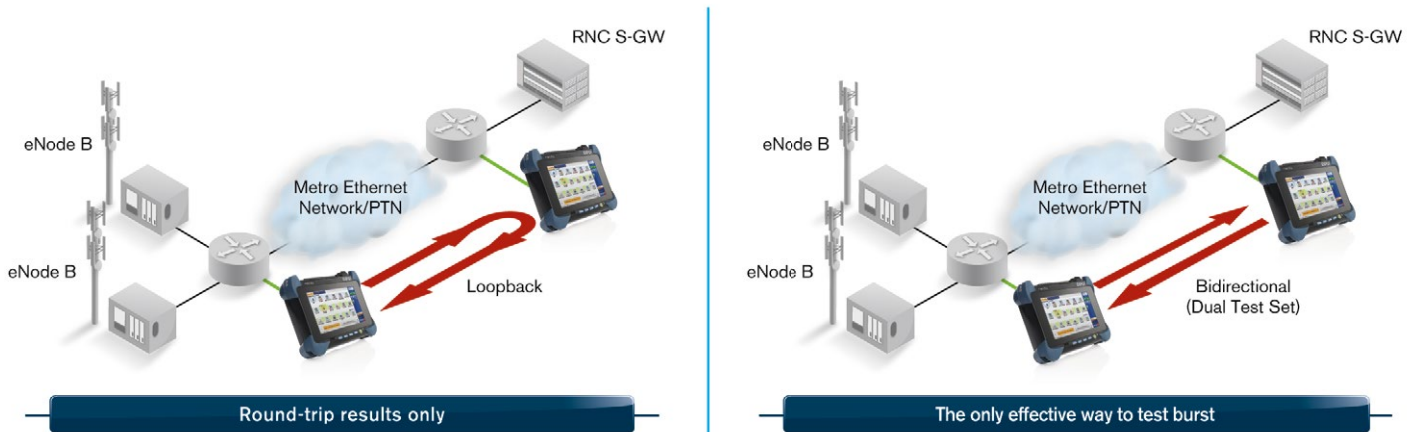 RNC S-GW
eNode B
Metro Ethernet
Network/PTN
eNode B
Loopback
Round-trip results only
RNC S-GW
eNode B
Metro Ethernet
Network/PTN
eNode B
Bidirectional
(Dual Test Set)
The only effective way to test burst